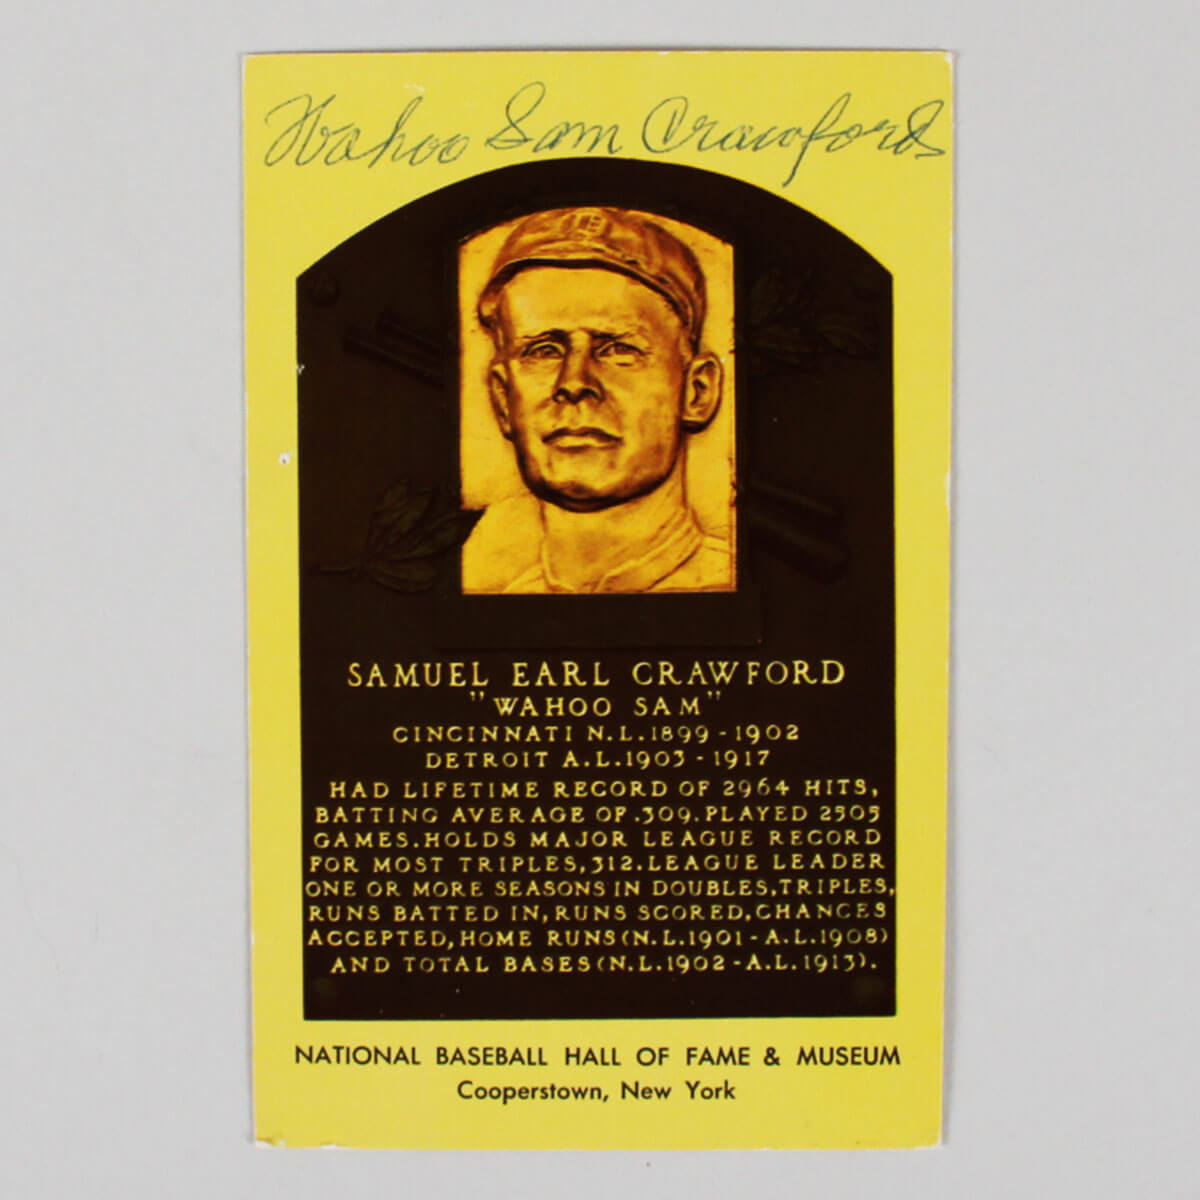 Wahoo Sam Crawford
D
SAMUEL EARL CRAWFORD
"WAHOO SAM"
CINCINNATI N.L.1899-1902
DETROIT A.L.1903-1917
HAD LIFETIME RECORD OF 2964 HITS,
BATTING AVERAGE OF .309. PLAYED 2505
GAMES. HOLDS MAJOR LEAGUE RECORD
FOR MOST TRIPLES, 312. LEAGUE LEADER
ONE OR MORE SEASONS IN DOUBLES, TRIPLES,
RUNS BATTED IN, RUNS SCORED, CHANCES
ACCEPTED, HOME RUNS (N.L.1901-A.L.1908)
AND TOTAL BASES (N.L.1902-A.L.1913).
NATIONAL BASEBALL HALL OF FAME & MUSEUM
Cooperstown, New York